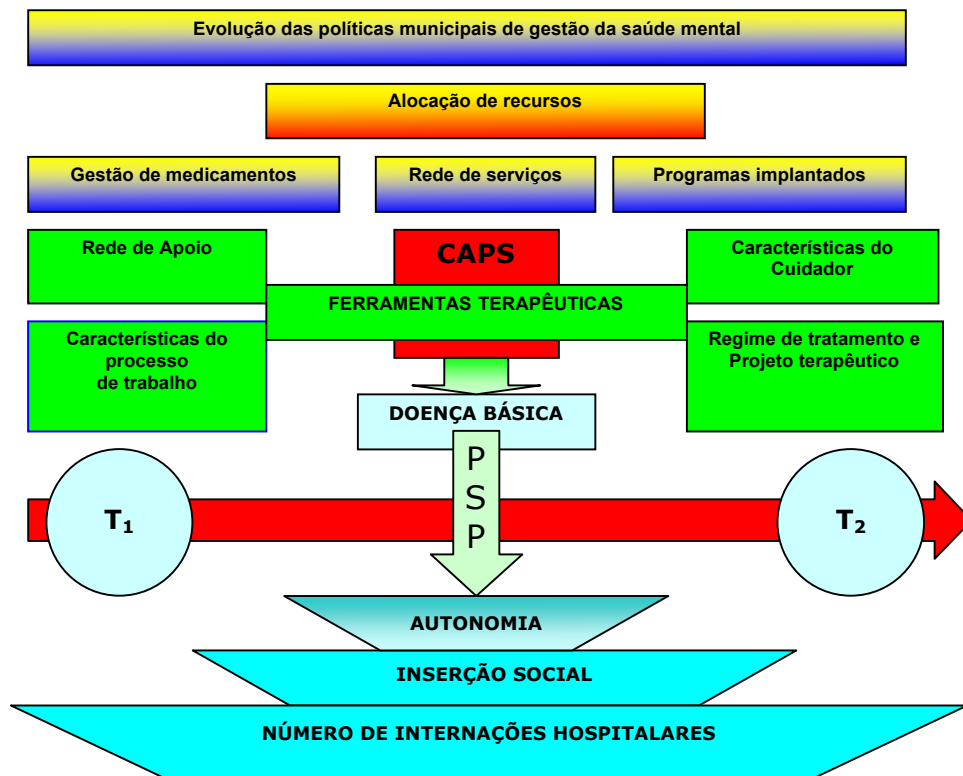 Evolução das políticas municipais de gestão da saúde mental
Alocação de recursos
Gestão de medicamentos
Rede de serviços
Programas implantados
Rede de Apoio
CAPS
Características do
Cuidador
FERRAMENTAS TERAPÊUTICAS
Características do
processo
de trabalho
Regime de tratamento e
Projeto terapêutico
DOENÇA BÁSICA
P
S
P
T₁
T₂
AUTONOMIA
INSERÇÃO SOCIAL
NÚMERO DE INTERNAÇÕES HOSPITALARES